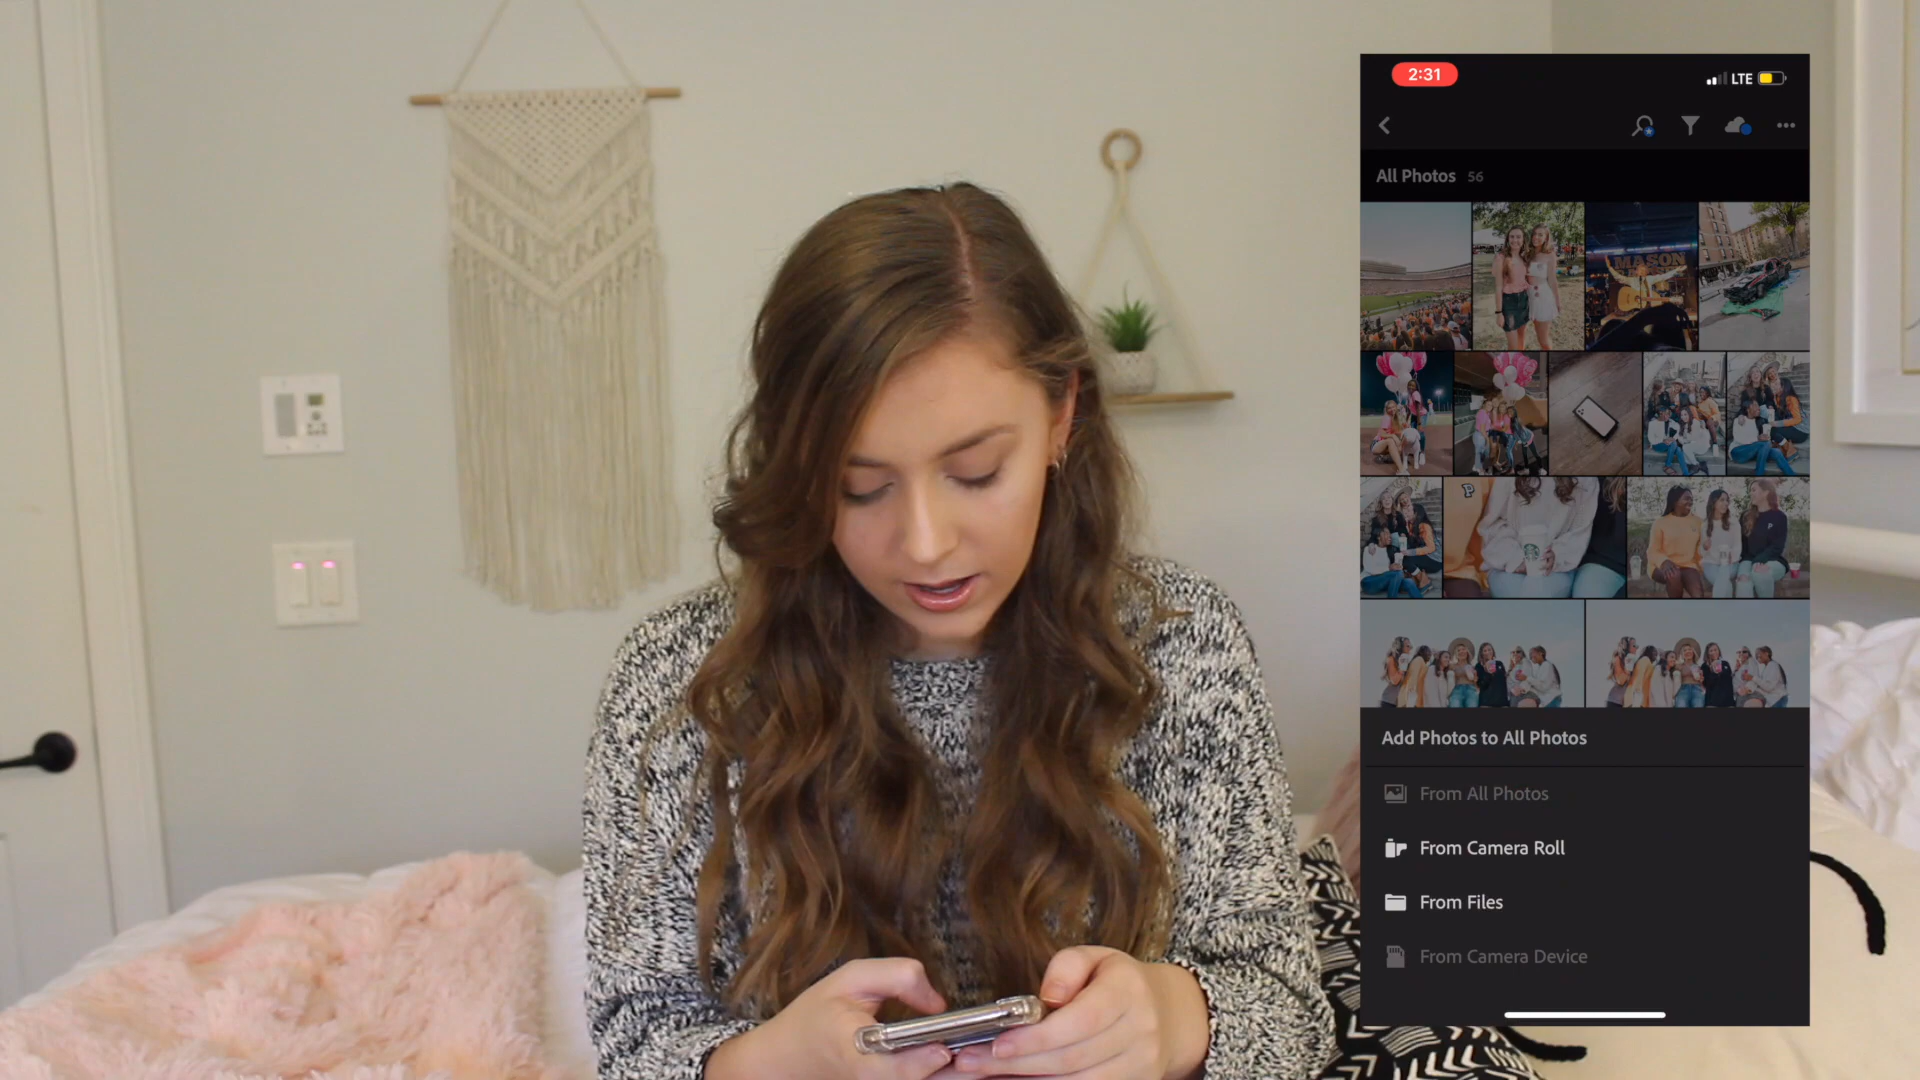 2:31
LTE
All Photos 56
MASON
P
Add Photos to All Photos
From All Photos
From Camera Roll
From Files
From Camera Device